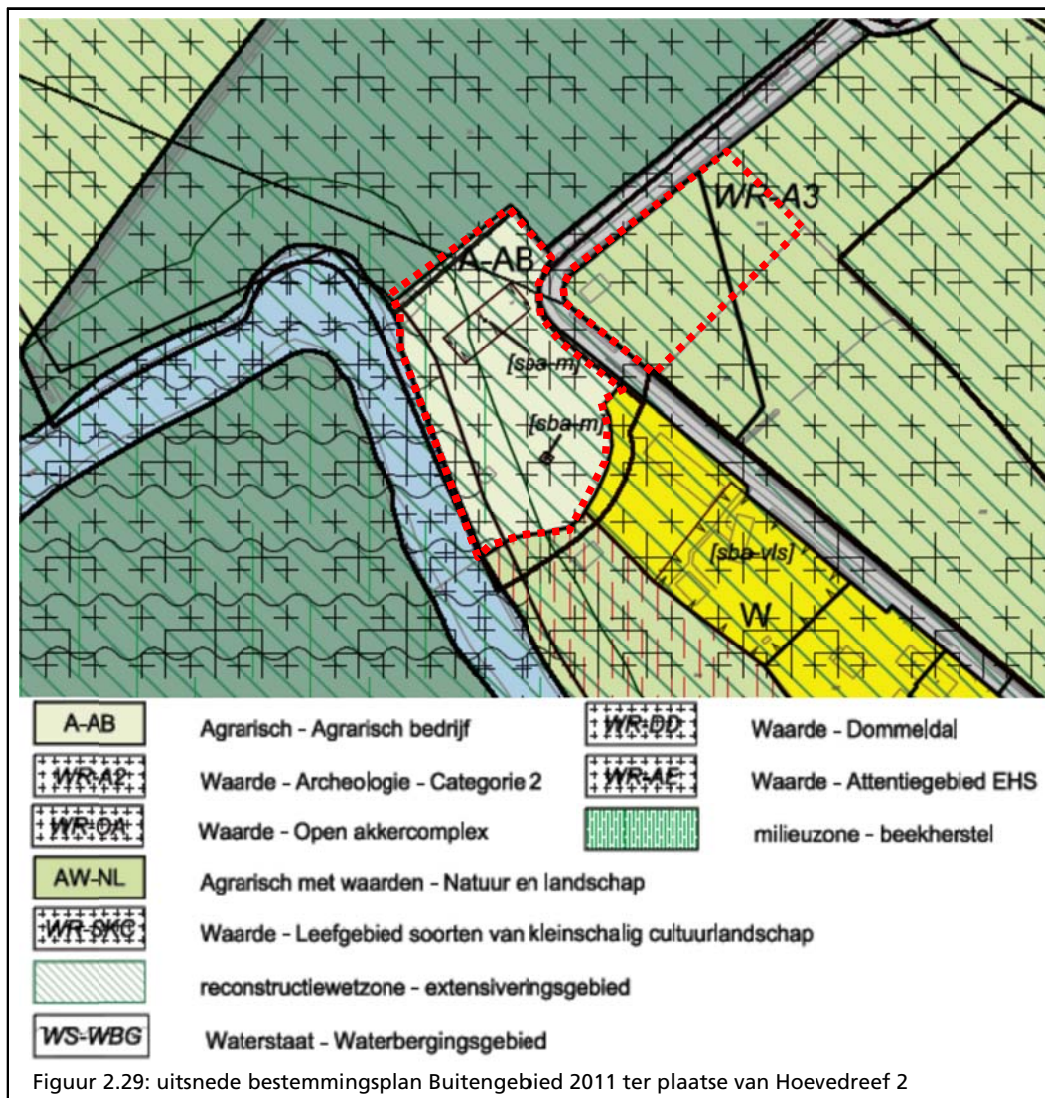 WR-A3
A-AB
[sba-m]
[sba-m]
[sba-vls]
W
A-AB Agrarisch - Agrarisch bedrijf
WR-A2 Waarde - Archeologie - Categorie 2
WR-OA Waarde - Open akkercomplex
AW-NL Agrarisch met waarden - Natuur en landschap
WR-SKC Waarde - Leefgebied soorten van kleinschalig cultuurlandschap
reconstructiewetzone - extensiveringsgebied
WS-WBG Waterstaat - Waterbergingsgebied
WR-DD Waarde - Dommeldal
WR-AE Waarde - Attentiegebied EHS
milieuzone - beekherstel
Figuur 2.29: uitsnede bestemmingsplan Buitengebied 2011 ter plaatse van Hoevedreef 2